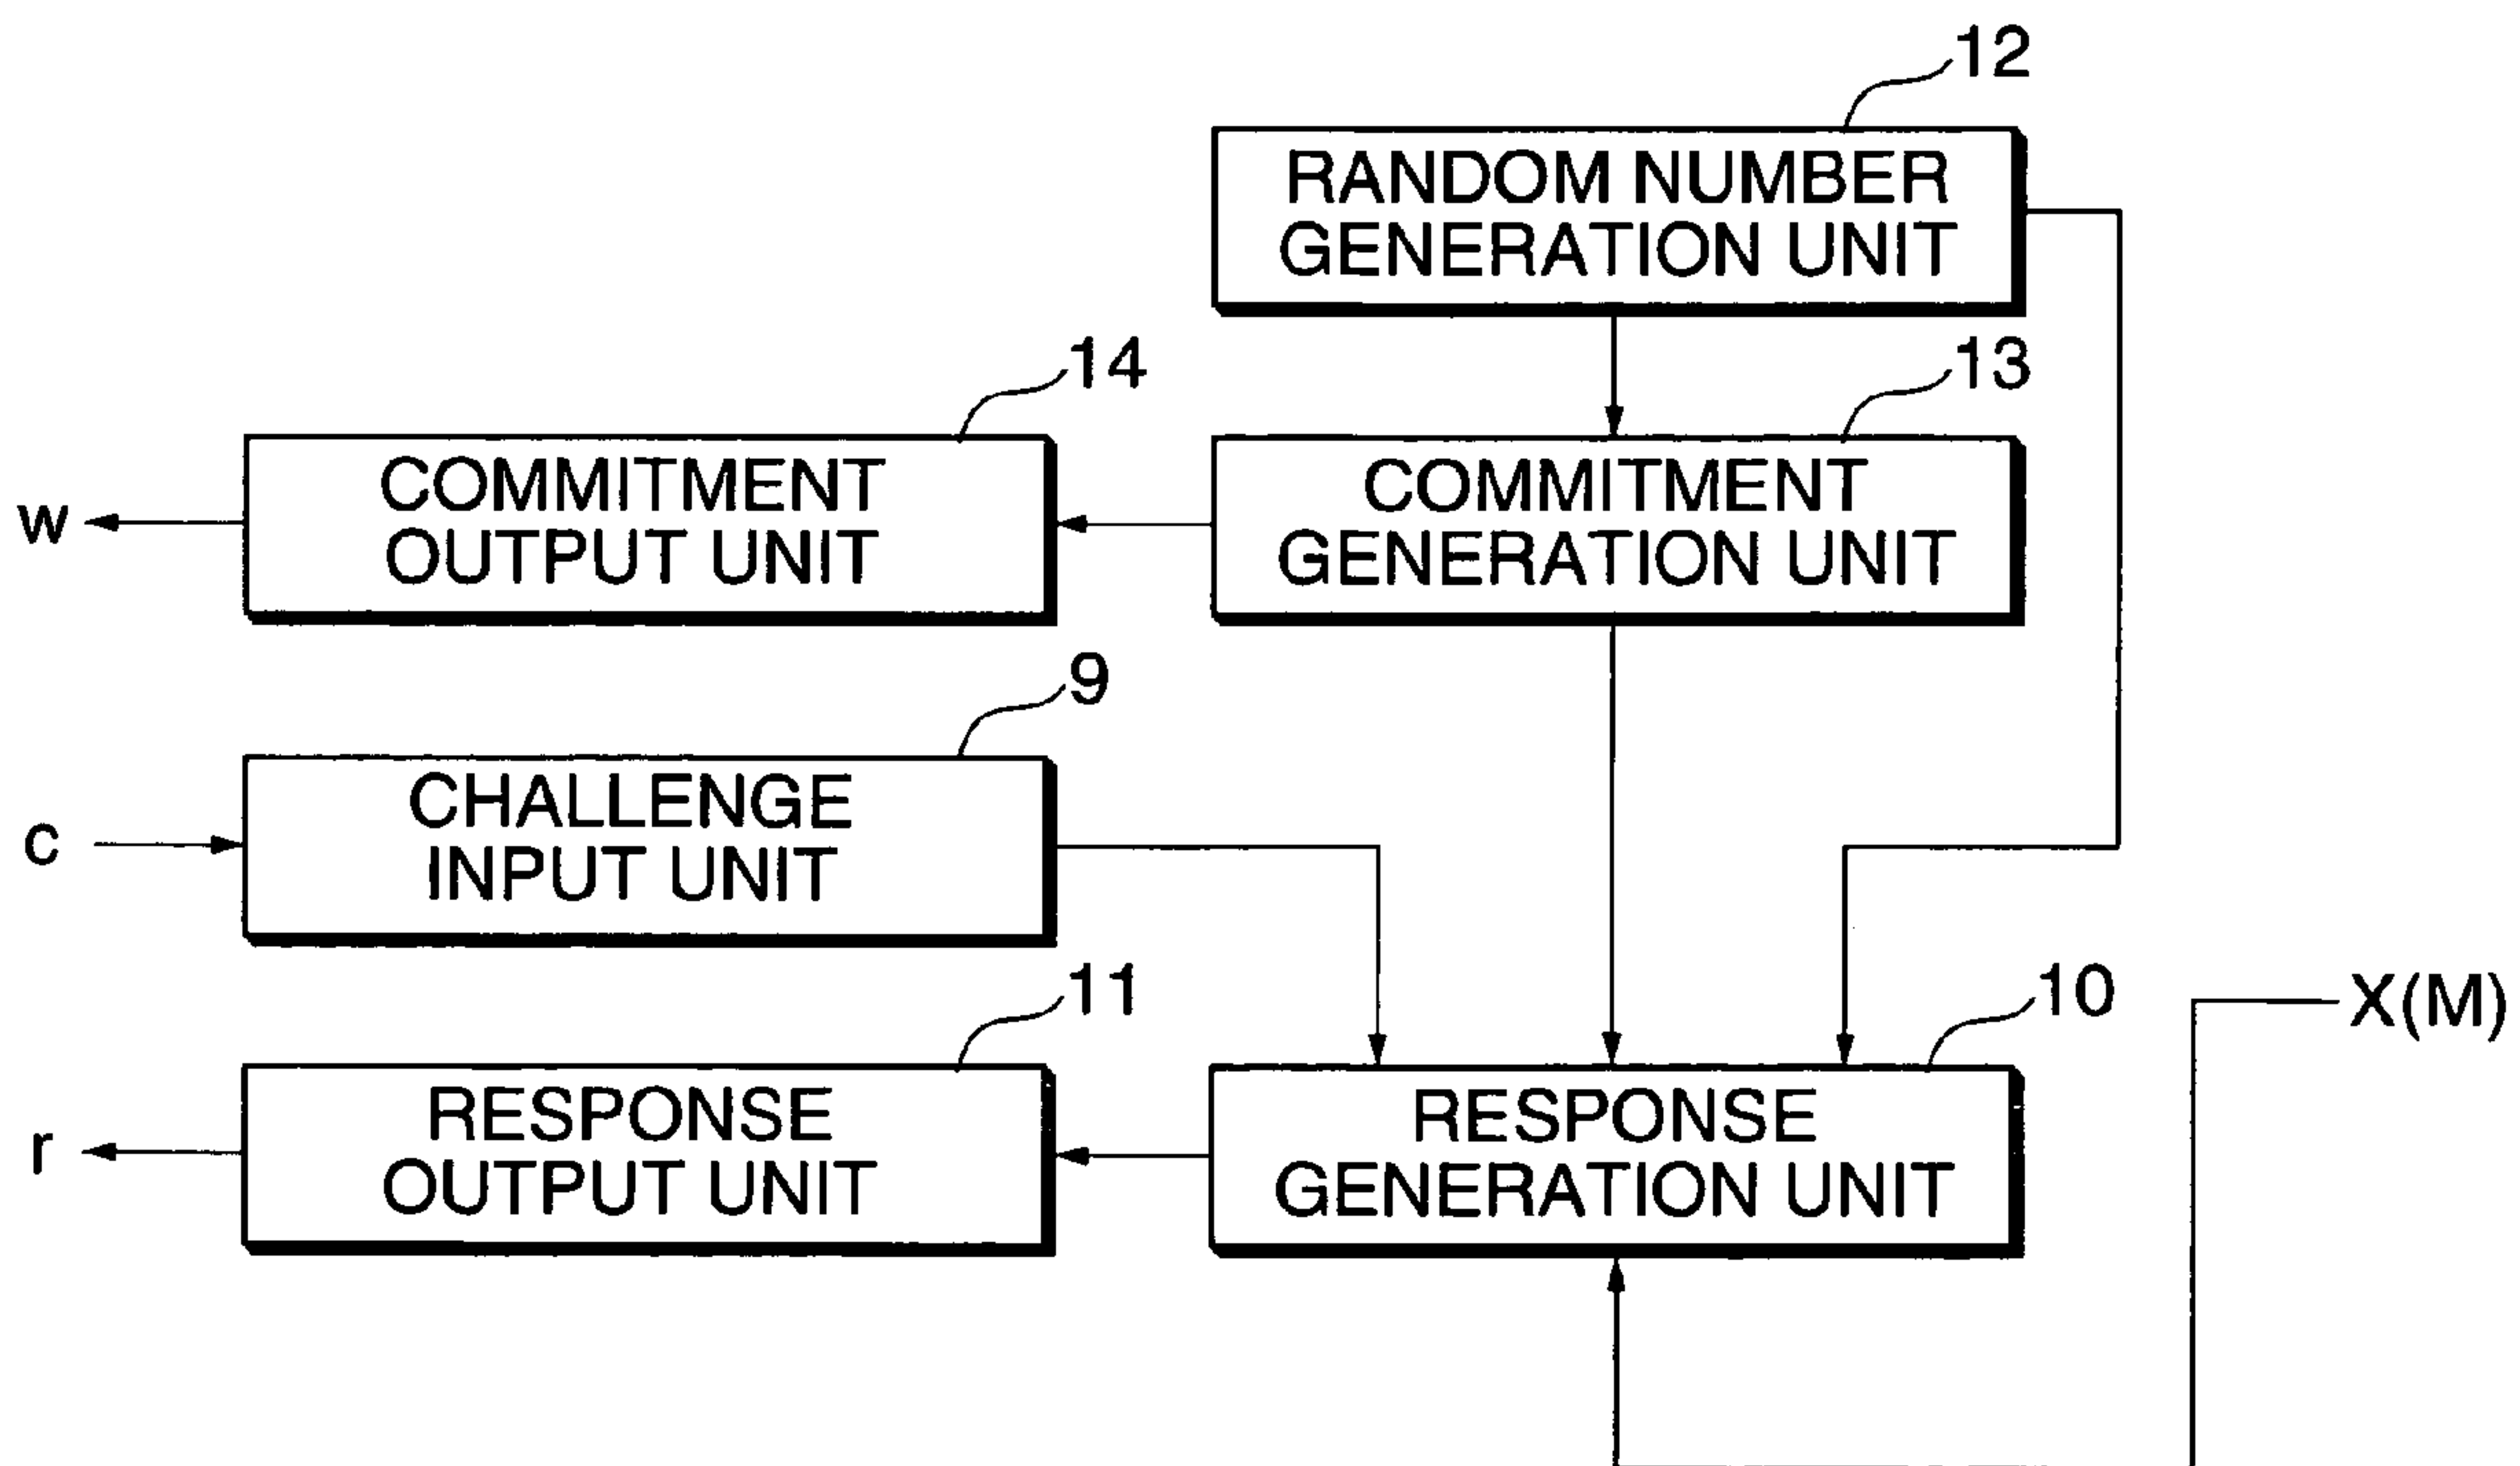 12
RANDOM NUMBER
GENERATION UNIT
14
13
COMMITMENT
OUTPUT UNIT
COMMITMENT
GENERATION UNIT
w
9
CHALLENGE
INPUT UNIT
c
11
10
X(M)
RESPONSE
OUTPUT UNIT
RESPONSE
GENERATION UNIT
r